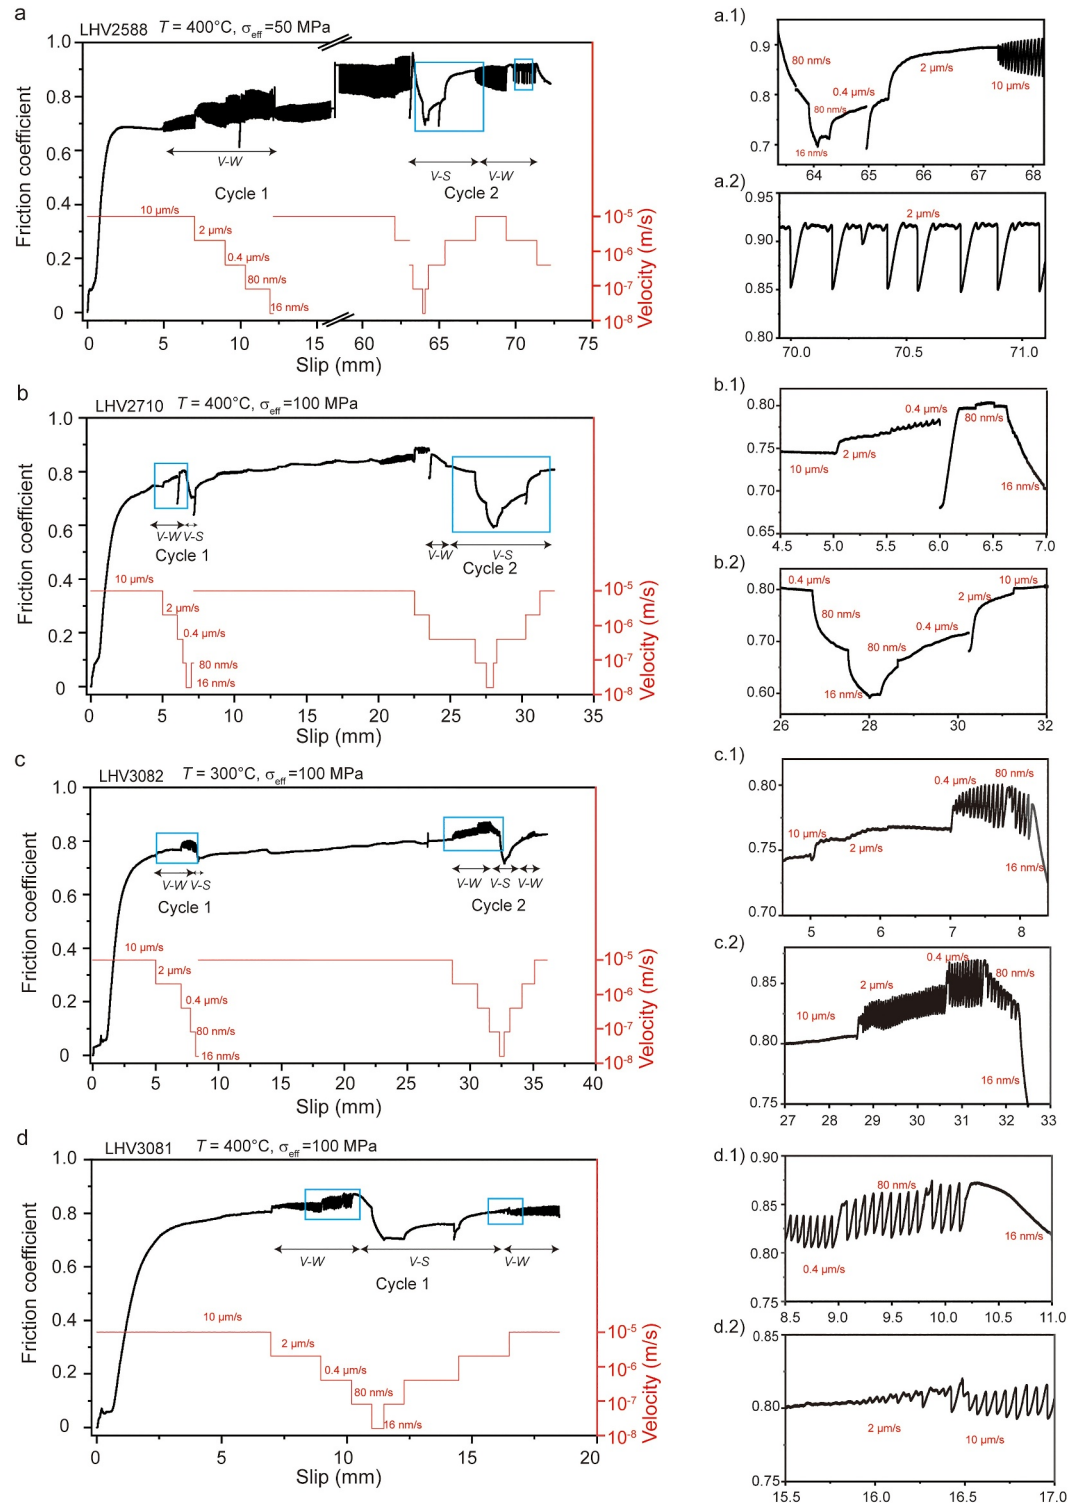 a
LHV2588 T = 400°C, σeff =50 MPa
1.0
0.8
0.6
0.4
0.2
0
Friction coefficient
V-W
Cycle 1
V-S
V-W
Cycle 2
10 µm/s
2 µm/s
0.4 µm/s
80 nm/s
16 nm/s
10⁻⁵
10⁻⁶
10⁻⁷
10⁻⁸
Velocity (m/s)
0 5 10 15 60 65 70 75
Slip (mm)
a.1)
0.9
0.8
0.7
80 nm/s
0.4 µm/s
80 nm/s
16 nm/s
2 µm/s
10 µm/s
64 65 66 67 68
a.2)
0.95
0.90
0.85
0.80
2 µm/s
70.0 70.5 71.0
b
LHV2710 T = 400°C, σeff =100 MPa
1.0
0.8
0.6
0.4
0.2
0
Friction coefficient
V-W V-S
Cycle 1
V-W V-S
Cycle 2
10 µm/s
2 µm/s
0.4 µm/s
80 nm/s
16 nm/s
10⁻⁵
10⁻⁶
10⁻⁷
10⁻⁸
Velocity (m/s)
0 5 10 15 20 25 30 35
Slip (mm)
b.1)
0.80
0.75
0.70
0.65
10 µm/s
2 µm/s
0.4 µm/s
80 nm/s
16 nm/s
4.5 5.0 5.5 6.0 6.5 7.0
b.2)
0.80
0.70
0.60
0.4 µm/s
80 nm/s
16 nm/s
80 nm/s
0.4 µm/s
2 µm/s
10 µm/s
26 28 30 32
c
LHV3082 T = 300°C, σeff =100 MPa
1.0
0.8
0.6
0.4
0.2
0
Friction coefficient
V-W V-S
Cycle 1
V-W V-S V-W
Cycle 2
10 µm/s
2 µm/s
0.4 µm/s
80 nm/s
16 nm/s
10⁻⁵
10⁻⁶
10⁻⁷
10⁻⁸
Velocity (m/s)
0 5 10 15 20 25 30 35 40
Slip (mm)
c.1)
0.80
0.75
0.70
10 µm/s
2 µm/s
0.4 µm/s
80 nm/s
16 nm/s
5 6 7 8
c.2)
0.85
0.80
0.75
10 µm/s
2 µm/s
0.4 µm/s
80 nm/s
16 nm/s
27 28 29 30 31 32 33
d
LHV3081 T = 400°C, σeff =100 MPa
1.0
0.8
0.6
0.4
0.2
0
Friction coefficient
V-W V-S V-W
Cycle 1
10 µm/s
2 µm/s
0.4 µm/s
80 nm/s
16 nm/s
10⁻⁵
10⁻⁶
10⁻⁷
10⁻⁸
Velocity (m/s)
0 5 10 15 20
Slip (mm)
d.1)
0.90
0.85
0.80
0.75
0.4 µm/s
80 nm/s
16 nm/s
8.5 9.0 9.5 10.0 10.5 11.0
d.2)
0.85
0.80
0.75
2 µm/s
10 µm/s
15.5 16.0 16.5 17.0